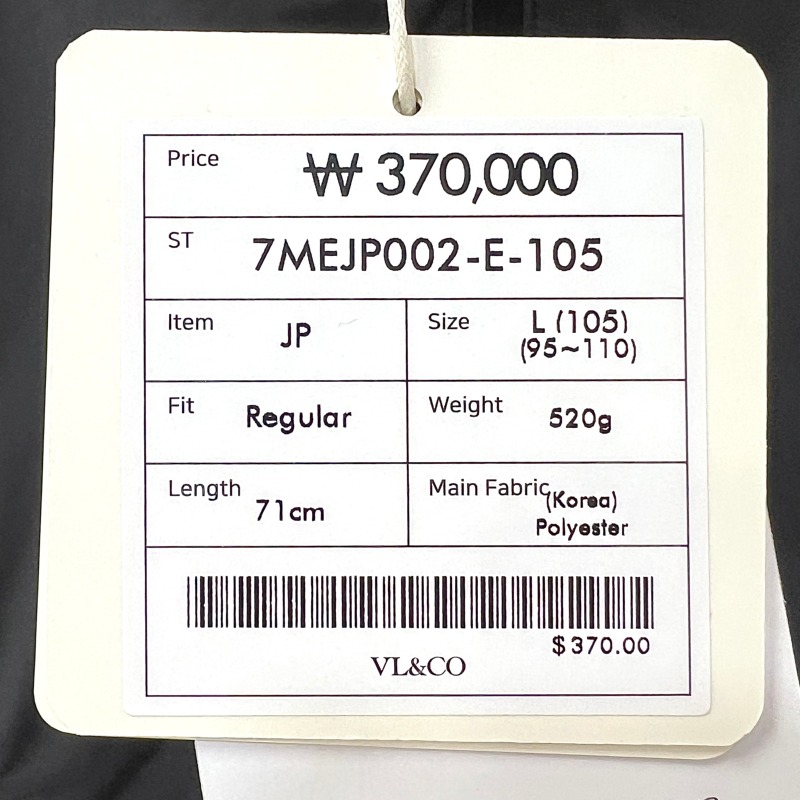 Price ₩ 370,000
ST 7MEJP002-E-105
Item JP Size L (105)
(95~110)
Fit Regular Weight 520g
Length 71cm Main Fabric (Korea)
Polyester
$370.00
VL&CO